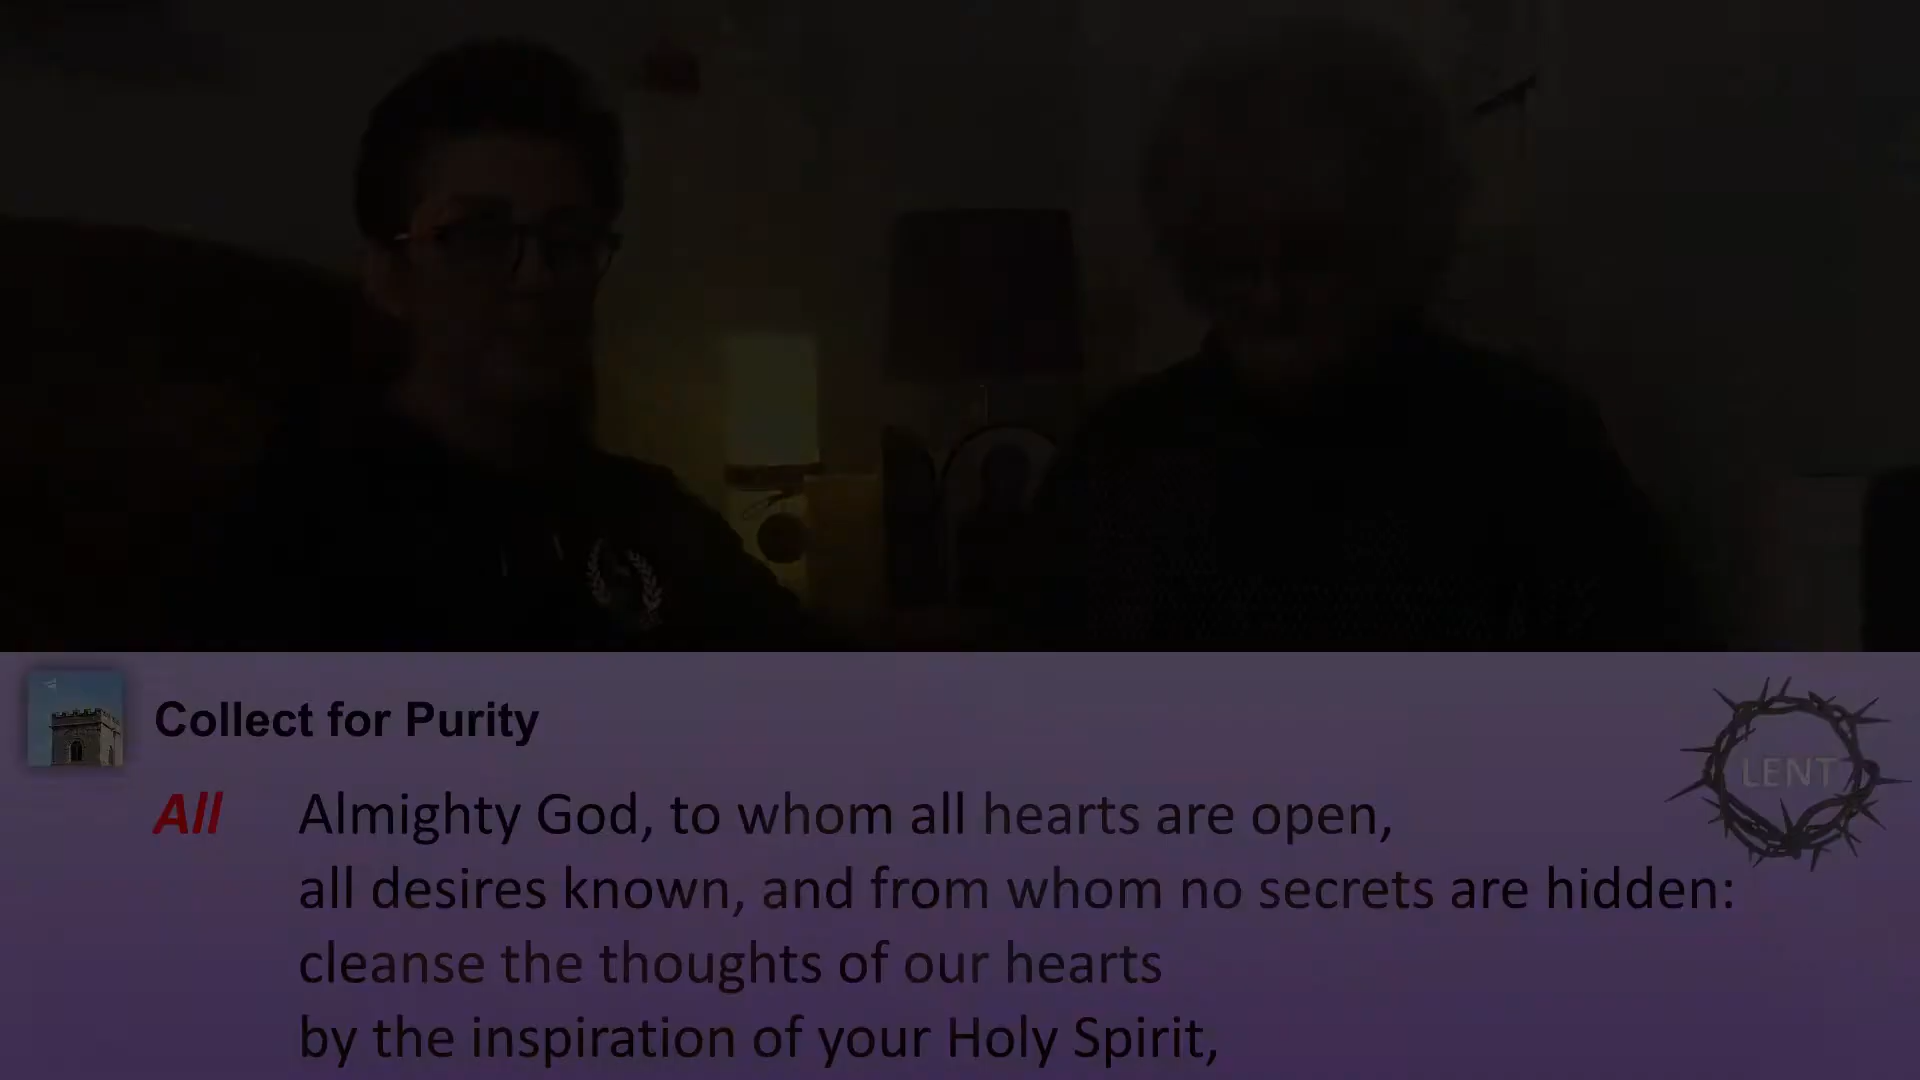 Collect for Purity
LENT
All Almighty God, to whom all hearts are open,
all desires known, and from whom no secrets are hidden:
cleanse the thoughts of our hearts
by the inspiration of your Holy Spirit,